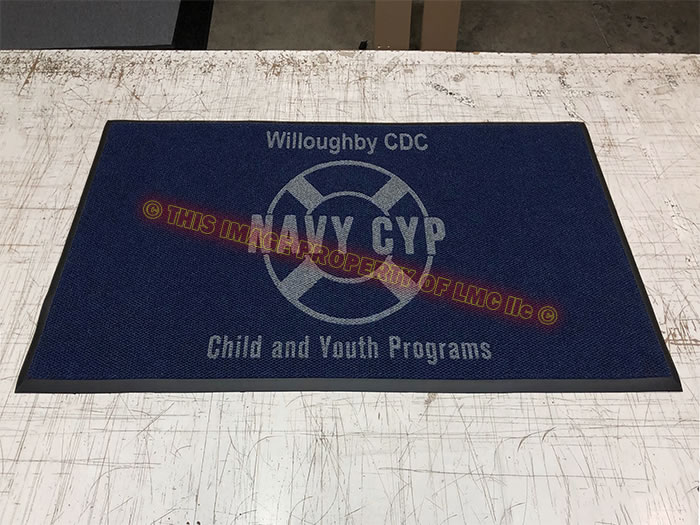 Willoughby CDC
NAVY CYP
© THIS IMAGE PROPERTY OF LMC llc ©
Child and Youth Programs